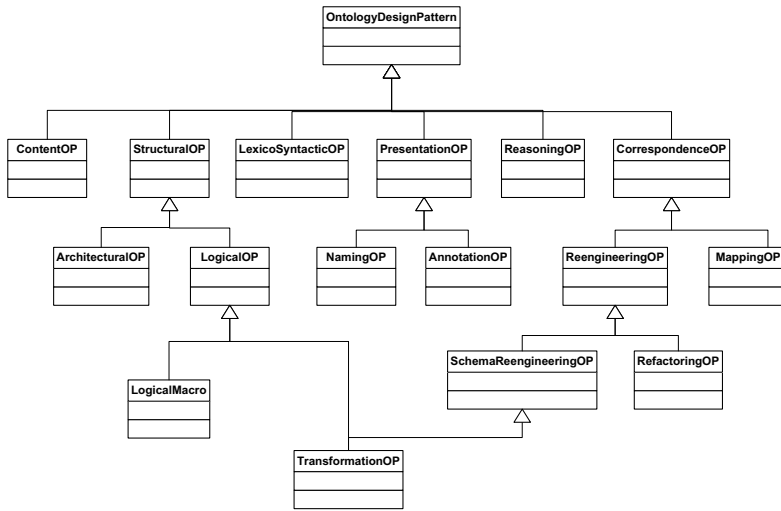 OntologyDesignPattern
ContentOP
StructuralOP
LexicoSyntacticOP
PresentationOP
ReasoningOP
CorrespondenceOP
ArchitecturalOP
LogicalOP
NamingOP
AnnotationOP
ReengineeringOP
MappingOP
SchemaReengineeringOP
RefactoringOP
LogicalMacro
TransformationOP